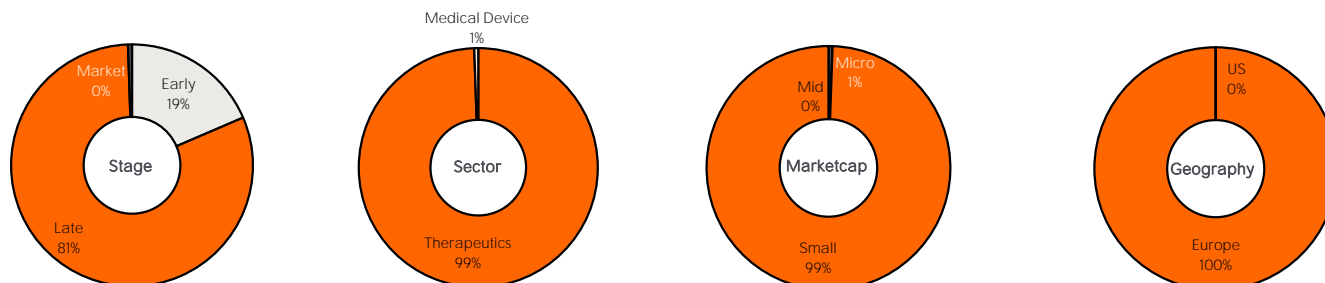 Market
0%
Early
19%
Stage
Late
81%
Medical Device
1%
Sector
Therapeutics
99%
Micro
1%
Mid
0%
Marketcap
Small
99%
US
0%
Geography
Europe
100%